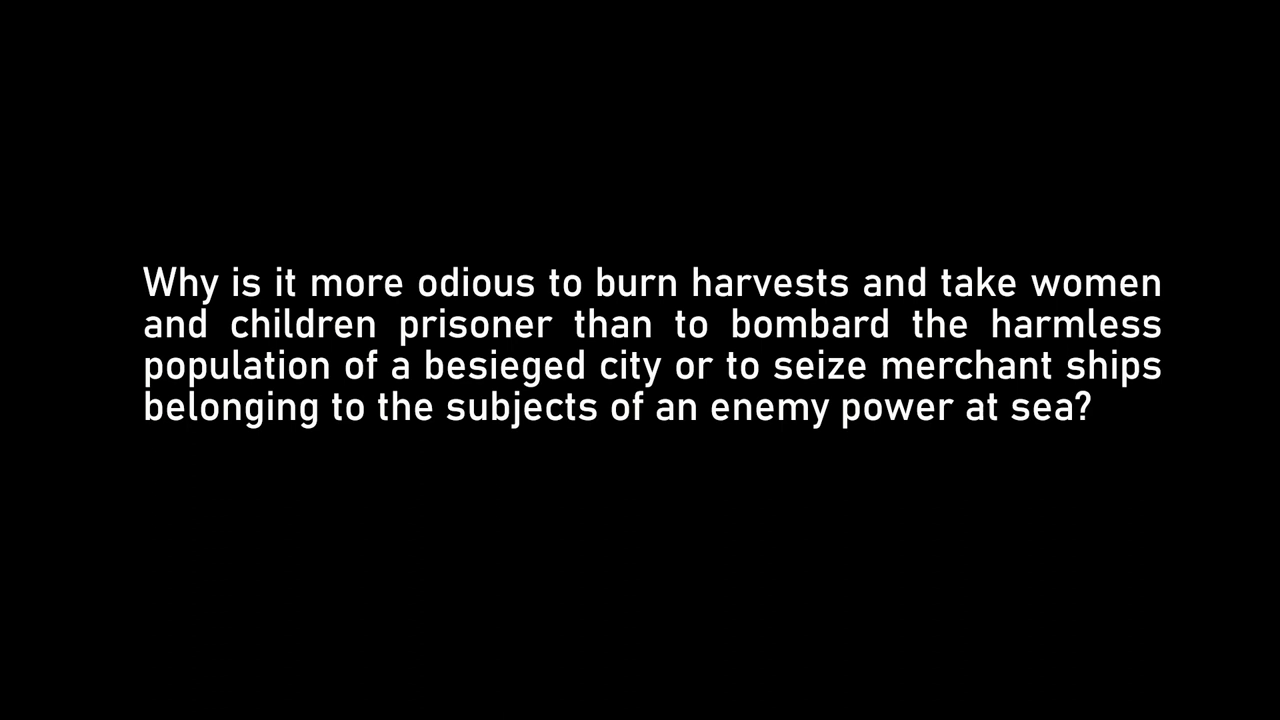 Why is it more odious to burn harvests and take women
and children prisoner than to bombard the harmless
population of a besieged city or to seize merchant ships
belonging to the subjects of an enemy power at sea?